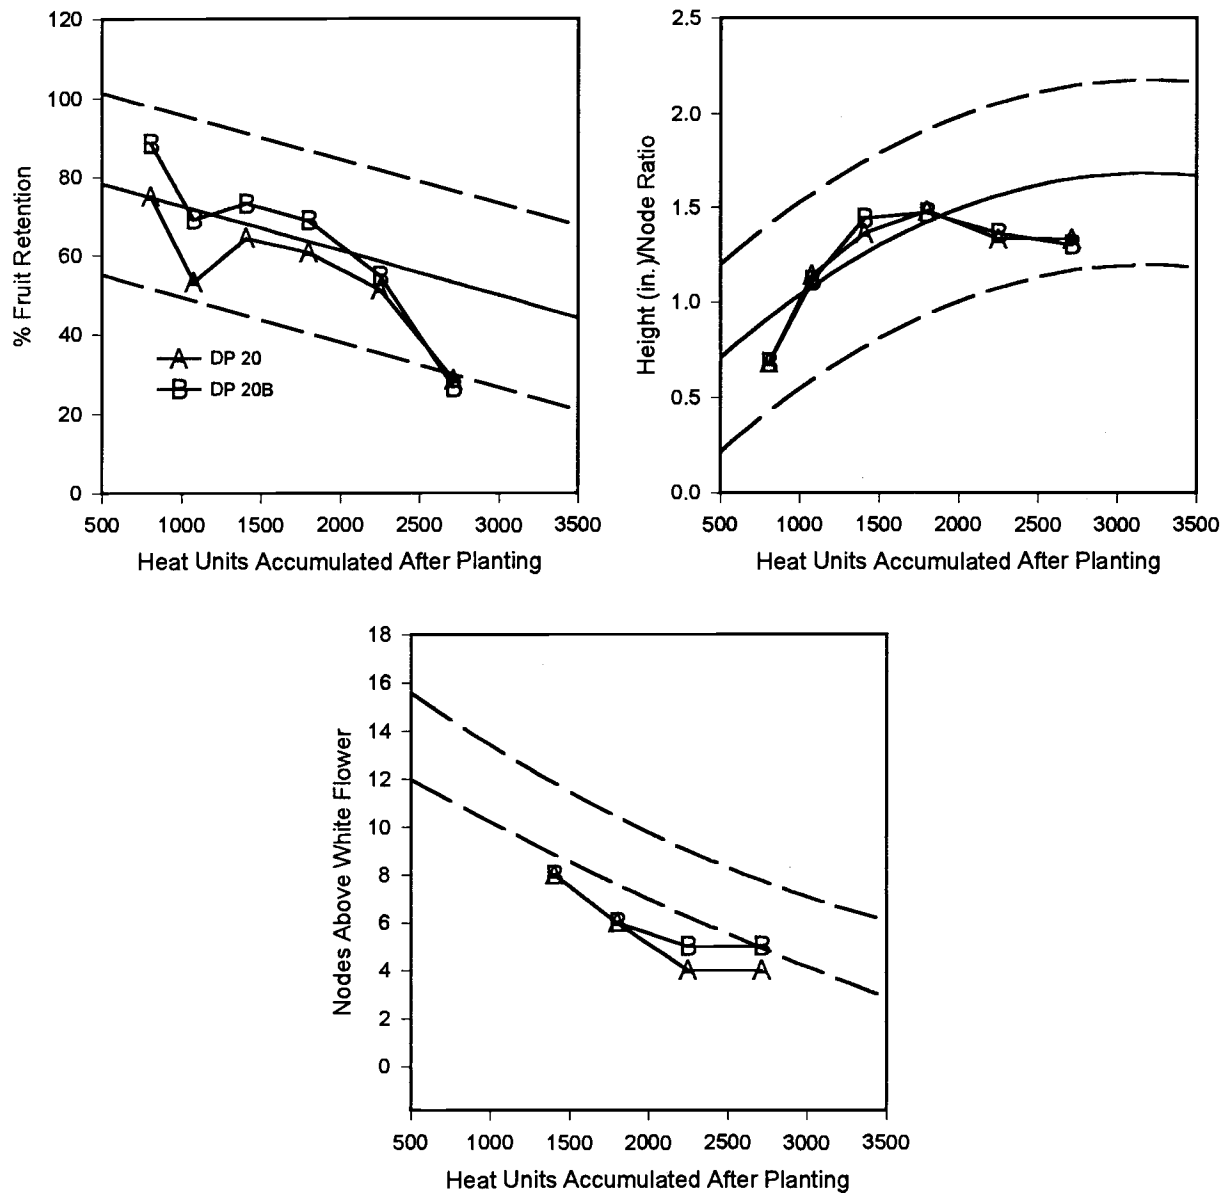 120
100
80
60
40
20
0
% Fruit Retention
A DP 20
B DP 20B
A A A A A A
B B B B B B
500 1000 1500 2000 2500 3000 3500
Heat Units Accumulated After Planting
2.5
2.0
1.5
1.0
0.5
0.0
Height (in.)/Node Ratio
A A A A A A
B B B B B B
500 1000 1500 2000 2500 3000 3500
Heat Units Accumulated After Planting
18
16
14
12
10
8
6
4
2
0
Nodes Above White Flower
A A A A
B B B B
500 1000 1500 2000 2500 3000 3500
Heat Units Accumulated After Planting